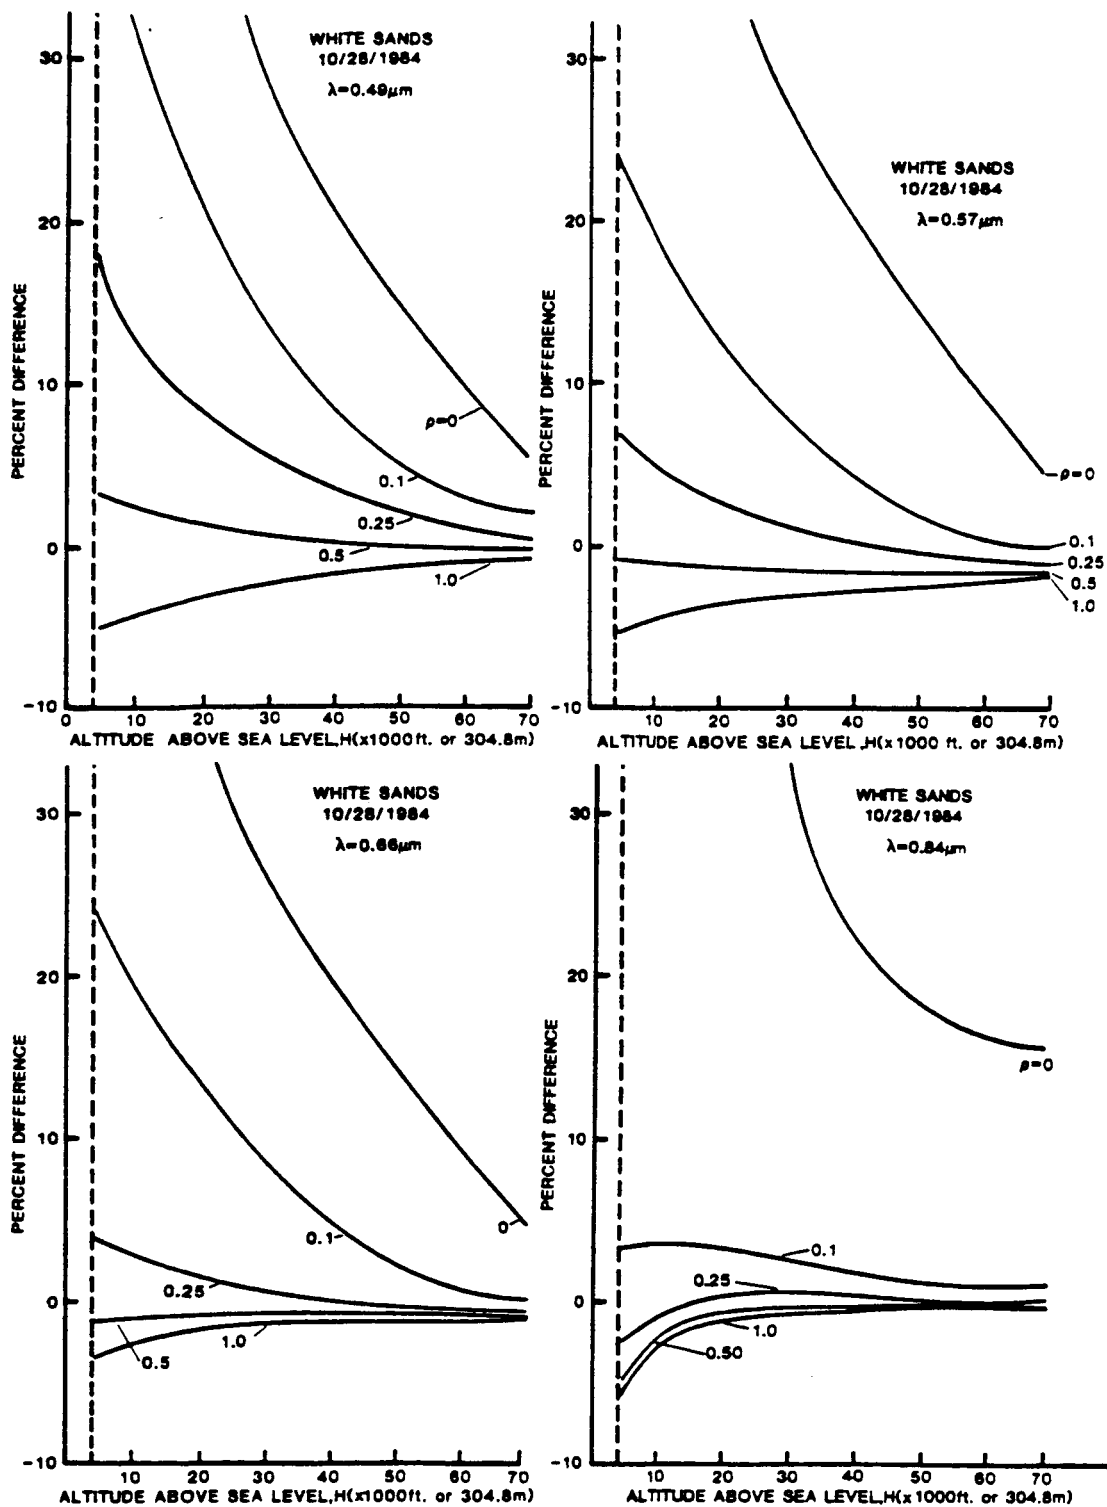 WHITE SANDS
10/28/1984
λ=0.49μm
30
20
10
0
-10
PERCENT DIFFERENCE
ρ=0
0.1
0.25
0.5
1.0
0 10 20 30 40 50 60 70
ALTITUDE ABOVE SEA LEVEL,H(x1000 ft. or 304.8m)
WHITE SANDS
10/28/1984
λ=0.57μm
30
20
10
0
-10
PERCENT DIFFERENCE
ρ=0
0.1
0.25
0.5
1.0
10 20 30 40 50 60 70
ALTITUDE ABOVE SEA LEVEL,H(x1000 ft. or 304.8m)
WHITE SANDS
10/28/1984
λ=0.66μm
30
20
10
0
-10
PERCENT DIFFERENCE
0
0.1
0.25
1.0
0.5
10 20 30 40 50 60 70
ALTITUDE ABOVE SEA LEVEL,H(x1000ft. or 304.8m)
WHITE SANDS
10/28/1984
λ=0.84μm
30
20
10
0
-10
PERCENT DIFFERENCE
ρ=0
0.1
0.25
1.0
0.50
10 20 30 40 50 60 70
ALTITUDE ABOVE SEA LEVEL,H(x1000ft. or 304.8m)